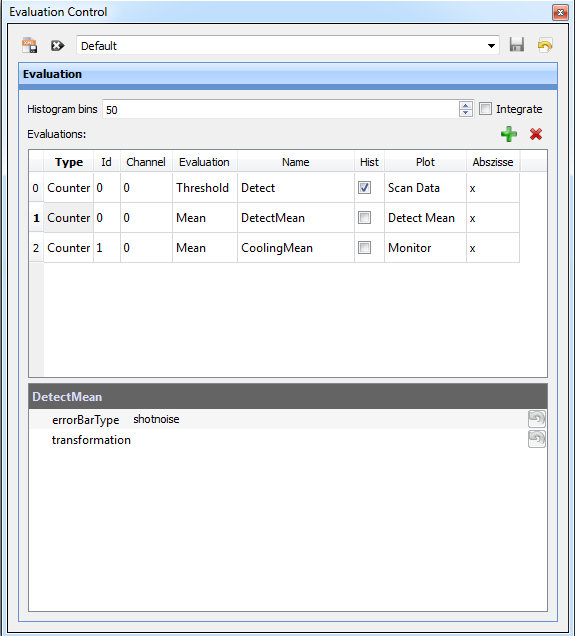 Evaluation Control
Default
Evaluation
Histogram bins 50 Integrate
Evaluations:
Type Id Channel Evaluation Name Hist Plot Abszisse
0 Counter 0 0 Threshold Detect Scan Data x
1 Counter 0 0 Mean DetectMean Detect Mean x
2 Counter 1 0 Mean CoolingMean Monitor x
DetectMean
errorBarType shotnoise
transformation